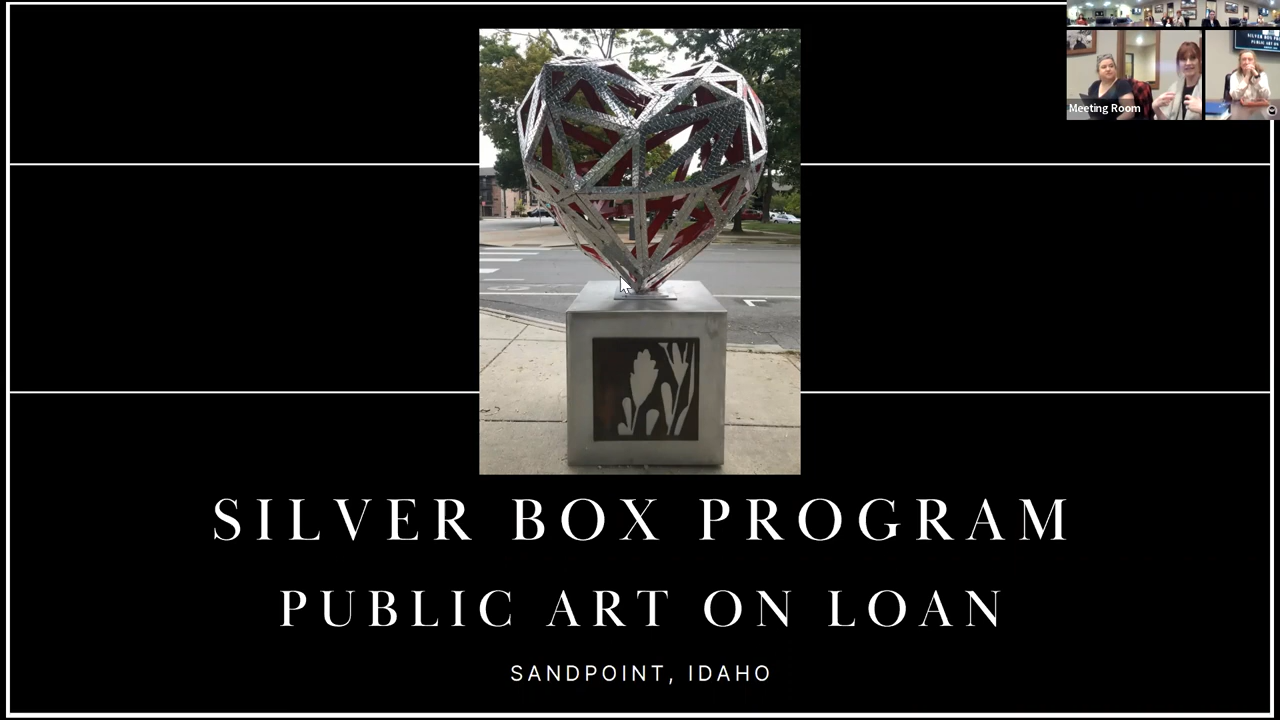 Meeting Room
SILVER BOX PROGRAM
PUBLIC ART ON LOAN
SANDPOINT, IDAHO